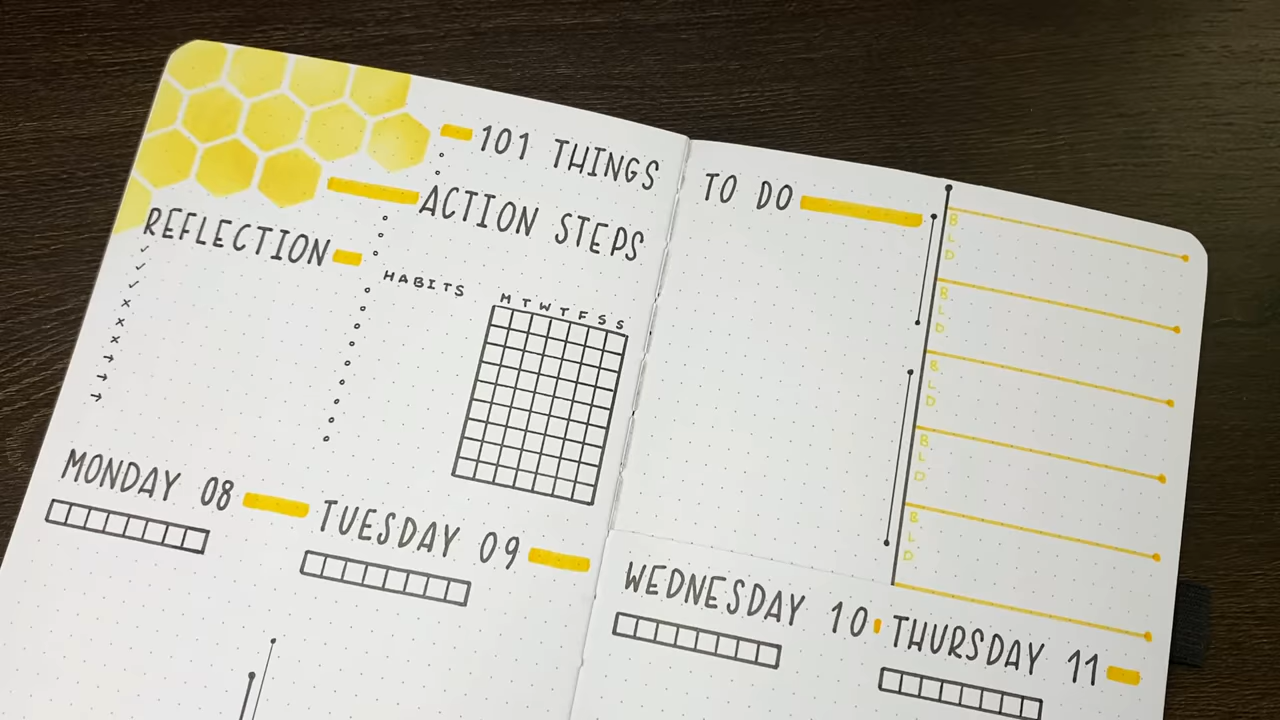 101 THINGS
ACTION STEPS
REFLECTION
HABITS
M T W T F S S
MONDAY 08
TUESDAY 09
TO DO
B
L
D
B
L
D
B
L
D
B
L
D
B
L
D
WEDNESDAY 10
THURSDAY 11